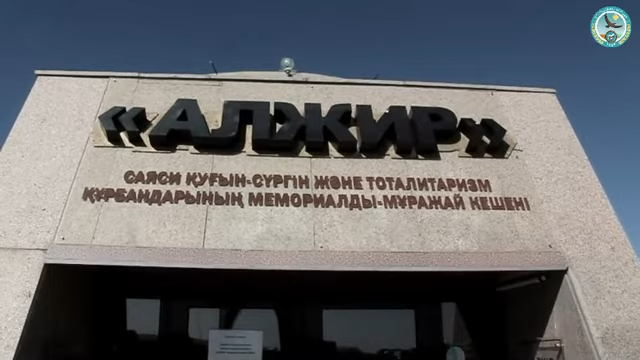 «АЛЖИР»
САЯСИ ҚУҒЫН-СҮРГІН ЖӘНЕ ТОТАЛИТАРИЗМ
ҚҰРБАНДАРЫНЫҢ МЕМОРИАЛДЫ-МҰРАЖАЙ КЕШЕНІ